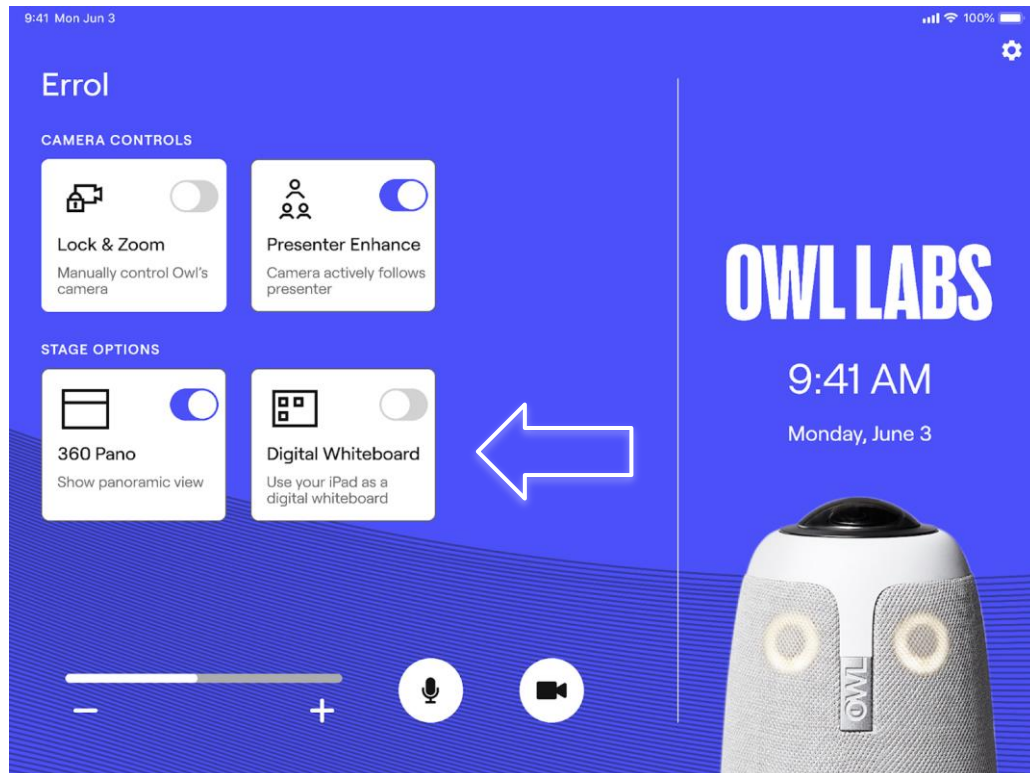 9:41 Mon Jun 3
100%
Errol
CAMERA CONTROLS
Lock & Zoom
Manually control Owl's
camera
Presenter Enhance
Camera actively follows
presenter
STAGE OPTIONS
360 Pano
Show panoramic view
Digital Whiteboard
Use your iPad as a
digital whiteboard
− +
OWL LABS
9:41 AM
Monday, June 3
OWL